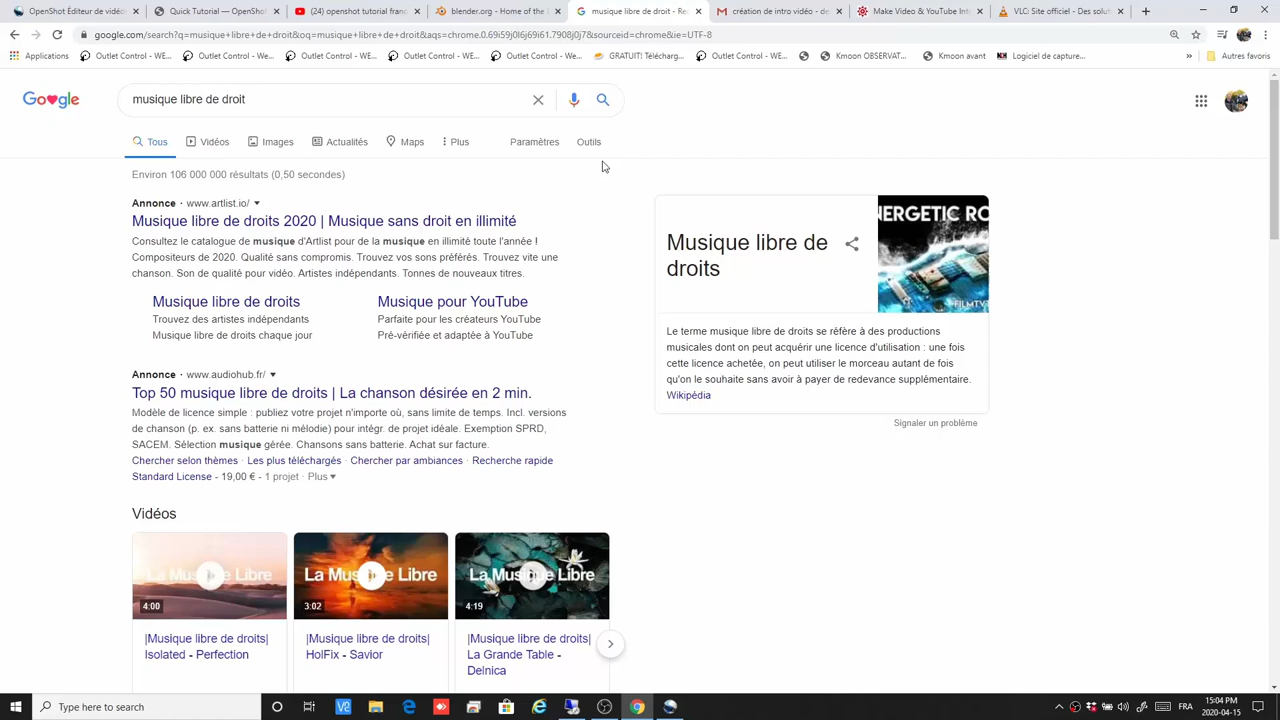 OpenShot Éditeur de vidéos
Quick Tutorial — OpenShot
(24) openshot tutorial franc
blender.org - Home of the
musique libre de droit - Re
création de intro vidéo - de
Make Video & YouTube Int
VLC: Site officiel - Des solut
google.com/search?q=musique+libre+de+droit&oq=musique+libre+de+droit&aqs=chrome.0.69i59j0l6j69i61.7908j0j7&sourceid=chrome&ie=UTF-8
Applications
Outlet Control - WE...
Outlet Control - We...
Outlet Control - WE...
Outlet Control - WE...
Outlet Control - WE...
GRATUIT! Télécharg...
Outlet Control - WE...
Kmoon OBSERVAT...
Kmoon avant
Logiciel de captue...
»
Autres favoris
Google
musique libre de droit
Tous
Vidéos
Images
Actualités
Maps
Plus
Paramètres
Outils
Environ 106 000 000 résultats (0,50 secondes)
Annonce · www.artlist.io/
Musique libre de droits 2020 | Musique sans droit en illimité
Consultez le catalogue de musique d'Artlist pour de la musique en illimité toute l'année !
Compositeurs de 2020. Qualité sans compromis. Trouvez vos sons préférés. Trouvez vite une
chanson. Son de qualité pour vidéo. Artistes indépendants. Tonnes de nouveaux titres.
Musique libre de droits
Trouvez des artistes indépendants
Musique libre de droits chaque jour
Musique pour YouTube
Parfaite pour les créateurs YouTube
Pré-vérifiée et adaptée à YouTube
Annonce · www.audiohub.fr/
Top 50 musique libre de droits | La chanson désirée en 2 min.
Modèle de licence simple : publiez votre projet n'importe où, sans limite de temps. Incl. versions
de chanson (p. ex. sans batterie ni mélodie) pour intégr. de projet idéale. Exemption SPRD,
SACEM. Sélection musique gérée. Chansons sans batterie. Achat sur facture.
Chercher selon thèmes · Les plus téléchargés · Chercher par ambiances · Recherche rapide
Standard License - 19,00 € - 1 projet · Plus
Vidéos
La Musique Libre
4:00
|Musique libre de droits|
Isolated - Perfection
La Musique Libre
3:02
|Musique libre de droits|
HolFix - Savior
La Musique Libre
4:19
|Musique libre de droits|
La Grande Table -
Delnica
Musique libre de
droits
NERGETIC RO
FILMTV
Le terme musique libre de droits se réfère à des productions
musicales dont on peut acquérir une licence d'utilisation : une fois
cette licence achetée, on peut utiliser le morceau autant de fois
qu'on le souhaite sans avoir à payer de redevance supplémentaire.
Wikipédia
Signaler un problème
Type here to search
FRA
15:04 PM
2020-04-15